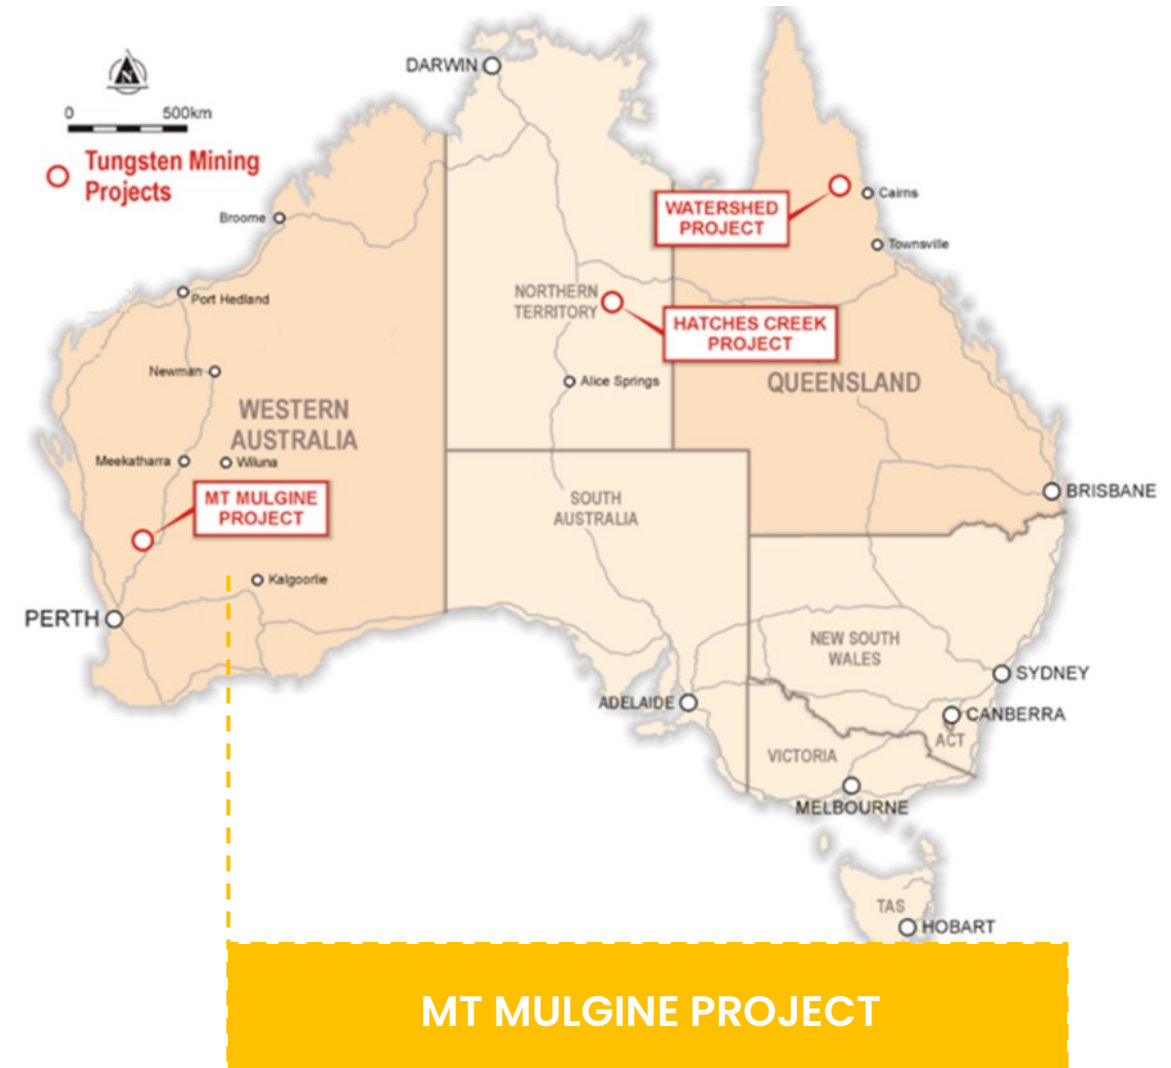 DARWIN
N
0 500km
Tungsten Mining
Projects
WATERSHED
PROJECT
Cairns
Broome
Townsville
Port Hedland
NORTHERN
TERRITORY
HATCHES CREEK
PROJECT
Newman
Alice Springs
QUEENSLAND
WESTERN
AUSTRALIA
Meekatharra
Wiluna
MT MULGINE
PROJECT
SOUTH
AUSTRALIA
BRISBANE
Kalgoorlie
PERTH
NEW SOUTH
WALES
SYDNEY
ADELAIDE
CANBERRA
ACT
VICTORIA
MELBOURNE
TAS
HOBART
MT MULGINE PROJECT